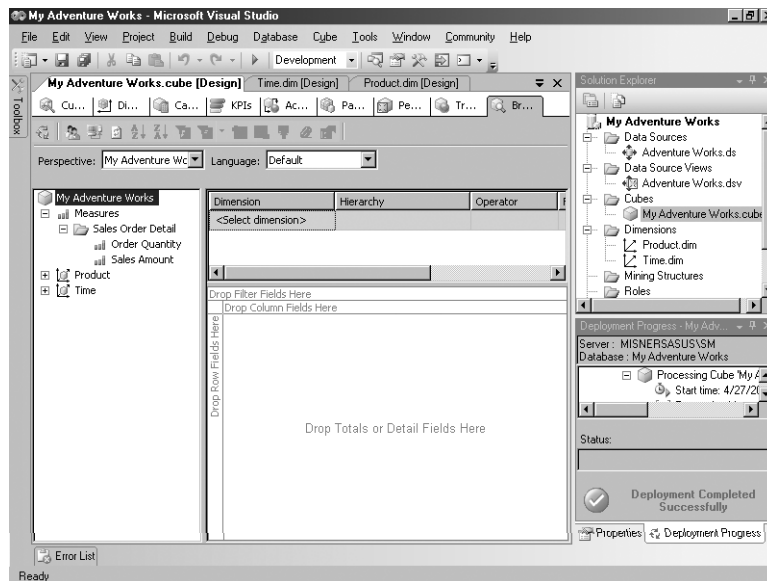 My Adventure Works - Microsoft Visual Studio
File Edit View Project Build Debug Database Cube Tools Window Community Help
Development
Toolbox
My Adventure Works.cube [Design] Time.dim [Design] Product.dim [Design]
Cu... Di... Ca... KPIs Ac... Pa... Pe... Tr... Br...
Perspective: My Adventure Wc Language: Default
My Adventure Works
Measures
Sales Order Detail
Order Quantity
Sales Amount
Product
Time
Dimension Hierarchy Operator F
<Select dimension>
Drop Filter Fields Here
Drop Column Fields Here
Drop Row Fields Here
Drop Totals or Detail Fields Here
Solution Explorer
My Adventure Works
Data Sources
Adventure Works.ds
Data Source Views
Adventure Works.dsv
Cubes
My Adventure Works.cube
Dimensions
Product.dim
Time.dim
Mining Structures
Roles
Deployment Progress - My Adv...
Server: MISNERSASUS\SM
Database : My Adventure Works
Processing Cube 'My A
Start time: 4/27/20
Status:
Deployment Completed
Successfully
Properties Deployment Progress
Error List
Ready